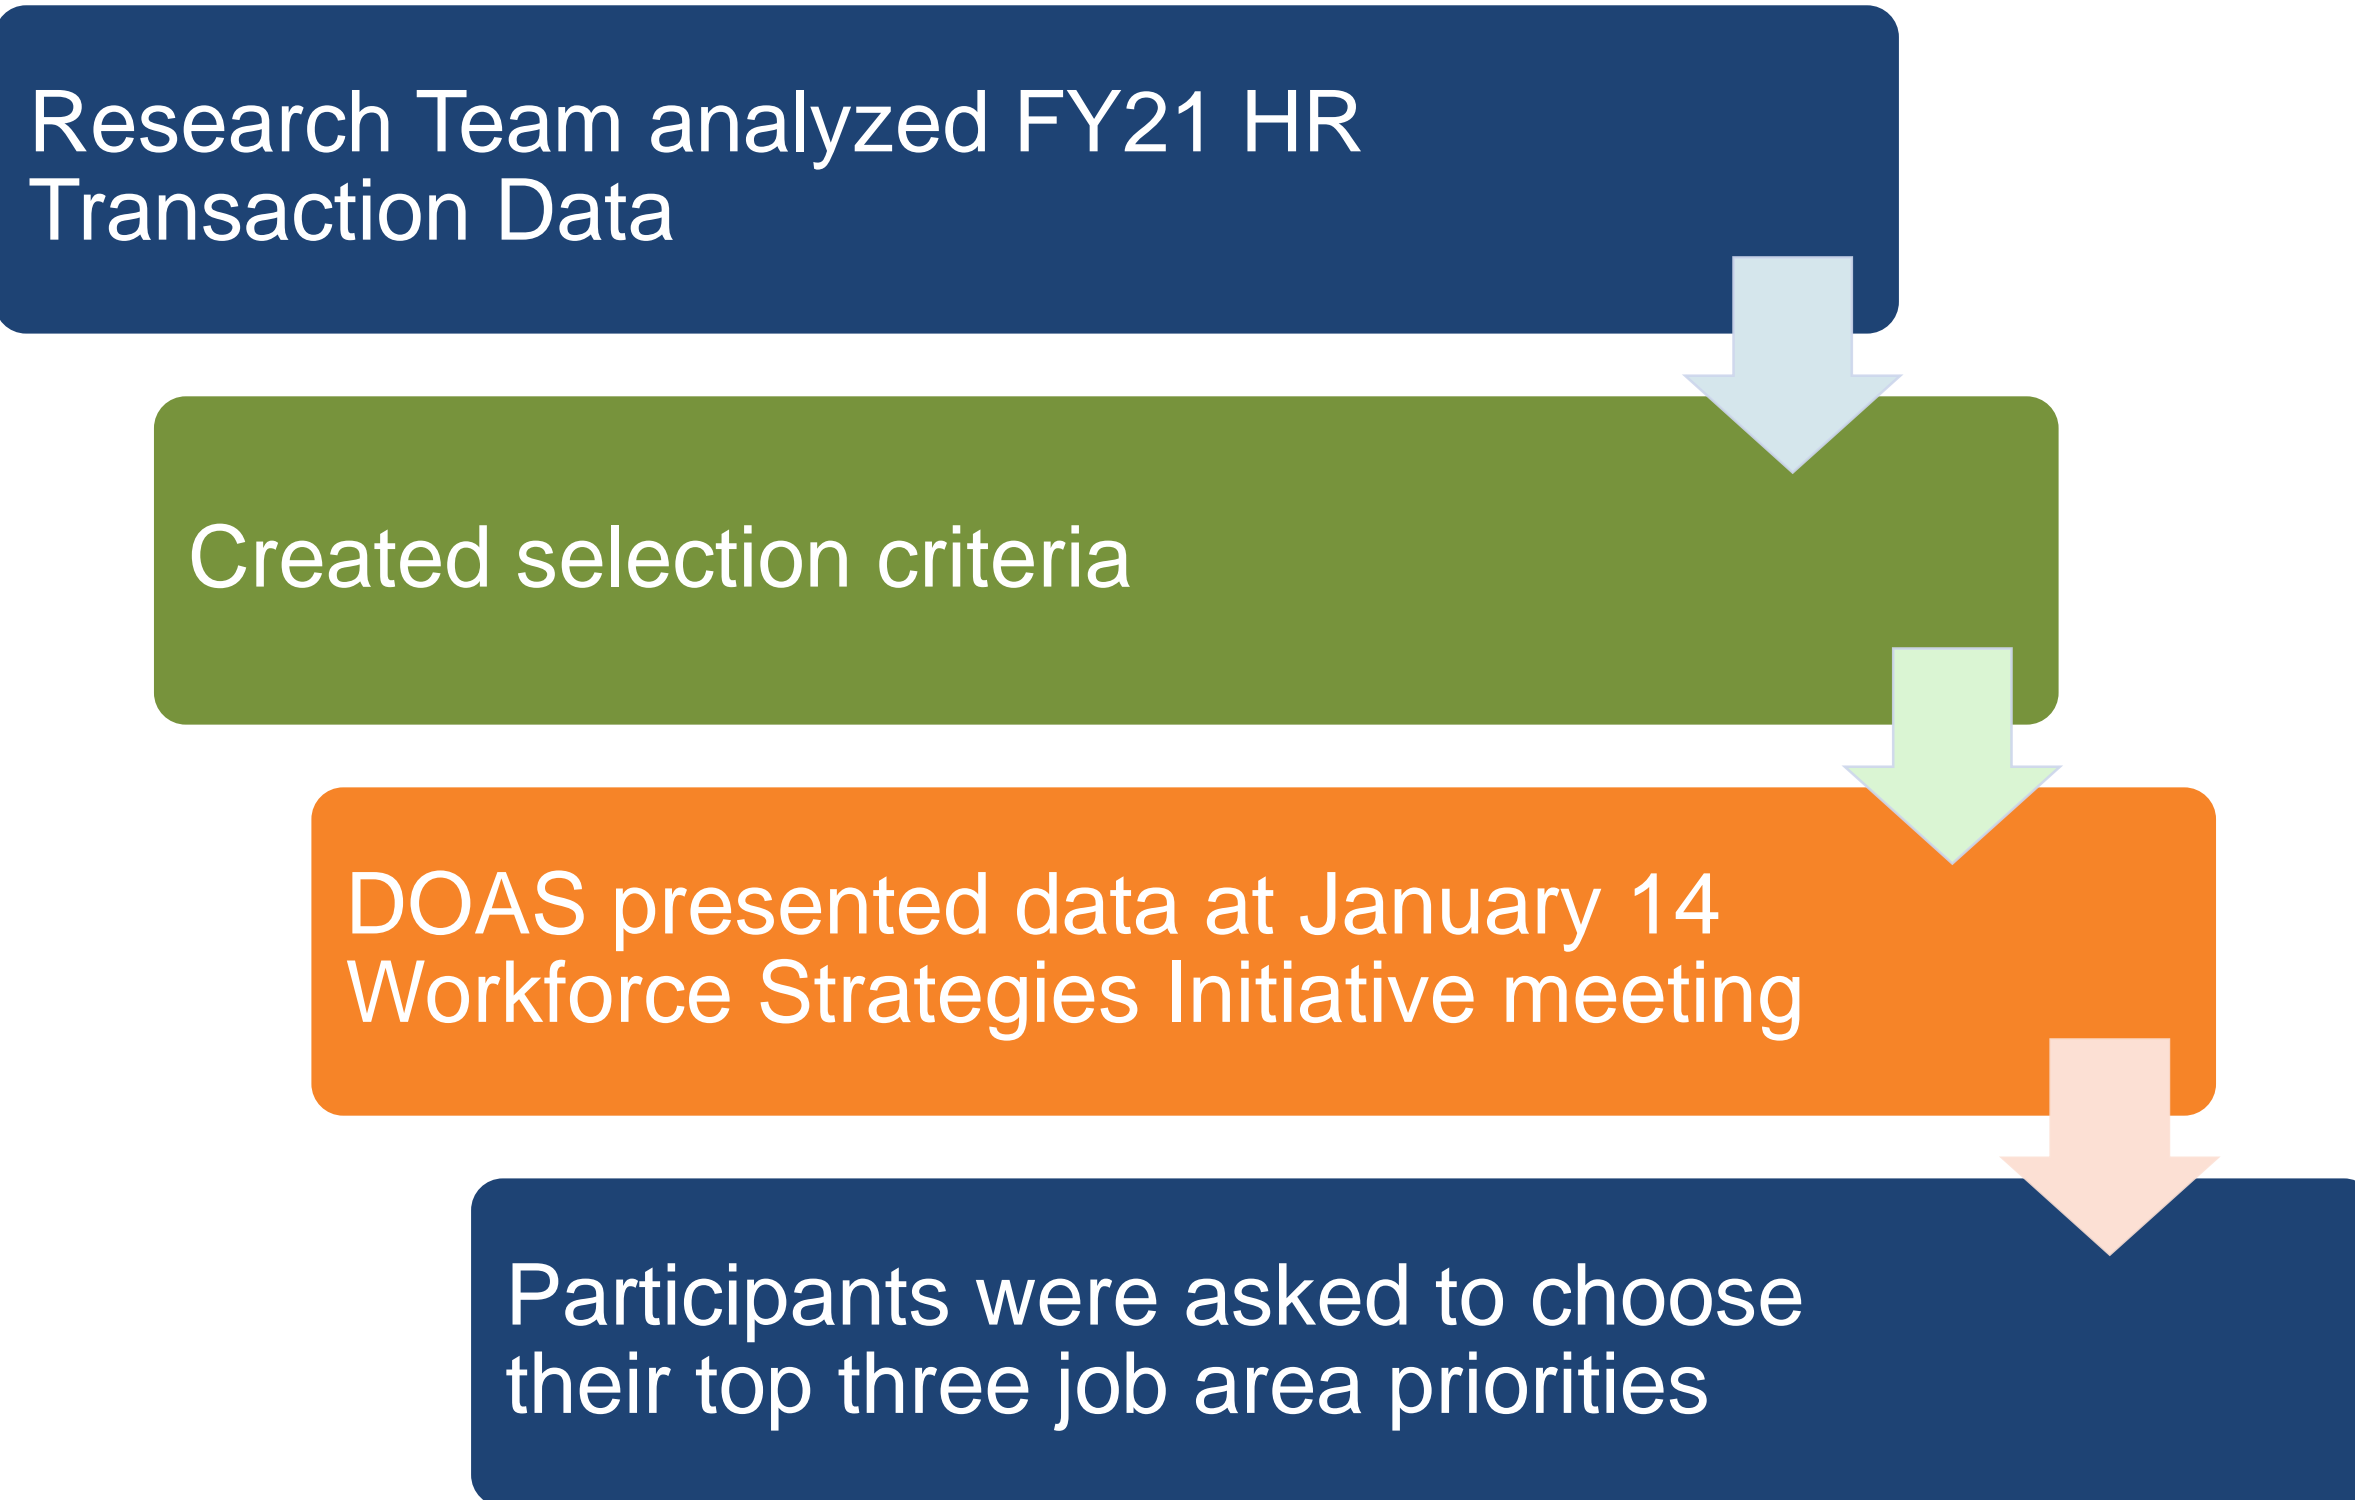 Research Team analyzed FY21 HR
Transaction Data
Created selection criteria
DOAS presented data at January 14
Workforce Strategies Initiative meeting
Participants were asked to choose
their top three job area priorities